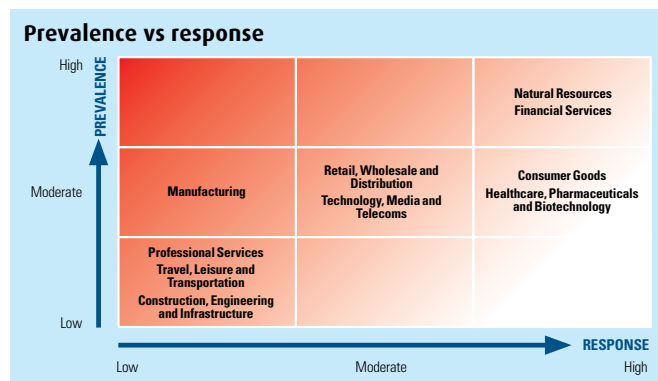 Prevalence vs response
High
PREVALENCE
Natural Resources
Financial Services
Moderate
Manufacturing
Retail, Wholesale and
Distribution
Technology, Media and
Telecoms
Consumer Goods
Healthcare, Pharmaceuticals
and Biotechnology
Professional Services
Travel, Leisure and
Transportation
Construction, Engineering
and Infrastructure
Low
RESPONSE
Low
Moderate
High